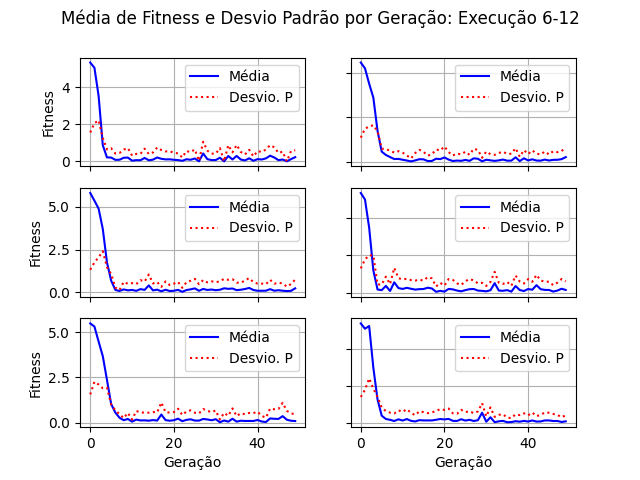 Média de Fitness e Desvio Padrão por Geração: Execução 6-12
Fitness
4
2
0
Média
Desvio. P
Média
Desvio. P
Fitness
5.0
2.5
0.0
Média
Desvio. P
Média
Desvio. P
Fitness
5.0
2.5
0.0
Média
Desvio. P
Média
Desvio. P
0 20 40
0 20 40
Geração
Geração